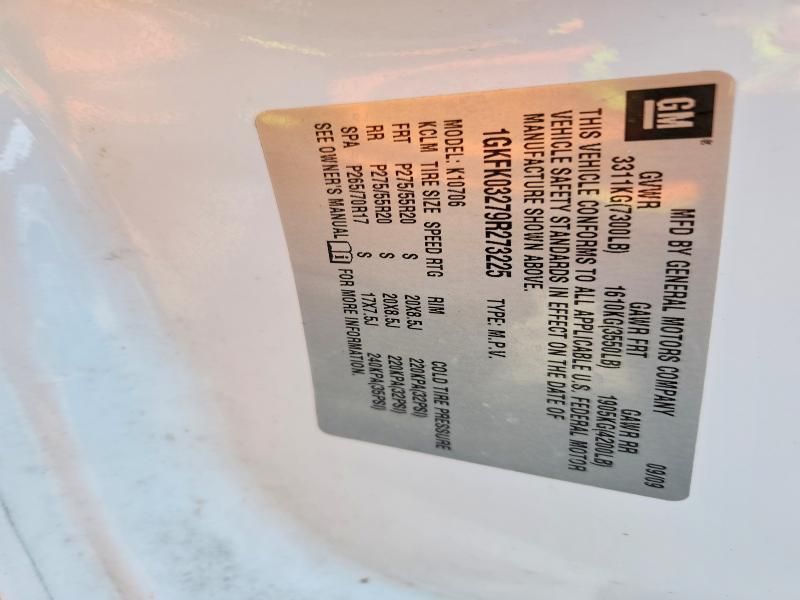 GM ®
MFD BY GENERAL MOTORS COMPANY 09/09
GVWR GAWR FRT GAWR RR
3311KG(7300LB) 1610KG(3550LB) 1905KG(4200LB)
THIS VEHICLE CONFORMS TO ALL APPLICABLE U.S. FEDERAL MOTOR
VEHICLE SAFETY STANDARDS IN EFFECT ON THE DATE OF
MANUFACTURE SHOWN ABOVE.
1GKFK03279R273225 TYPE: M.P.V.
MODEL: K10706
KCLM TIRE SIZE SPEED RTG RIM COLD TIRE PRESSURE
FRT P275/55R20 S 20X8.5J 220KPA(32PSI)
RR P275/55R20 S 20X8.5J 220KPA(32PSI)
SPA P265/70R17 S 17X7.5J 240KPA(35PSI)
SEE OWNER'S MANUAL FOR MORE INFORMATION.